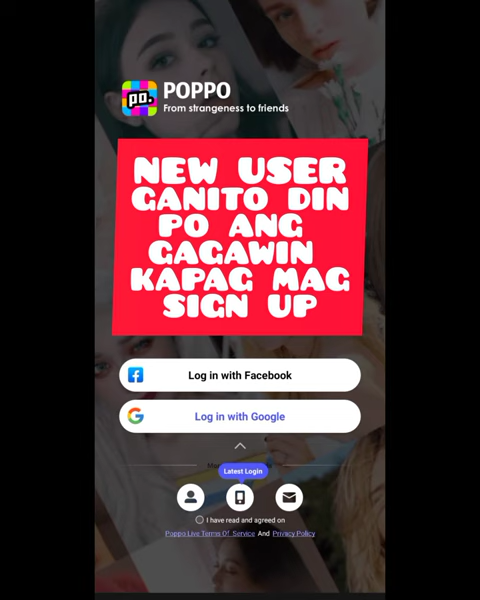 po.
POPPO
From strangeness to friends
NEW USER
GANITO DIN
PO ANG
GAGAWIN
KAPAG MAG
SIGN UP
Log in with Facebook
Log in with Google
Latest Login
I have read and agreed on
Poppo Live Terms Of Service And Privacy Policy